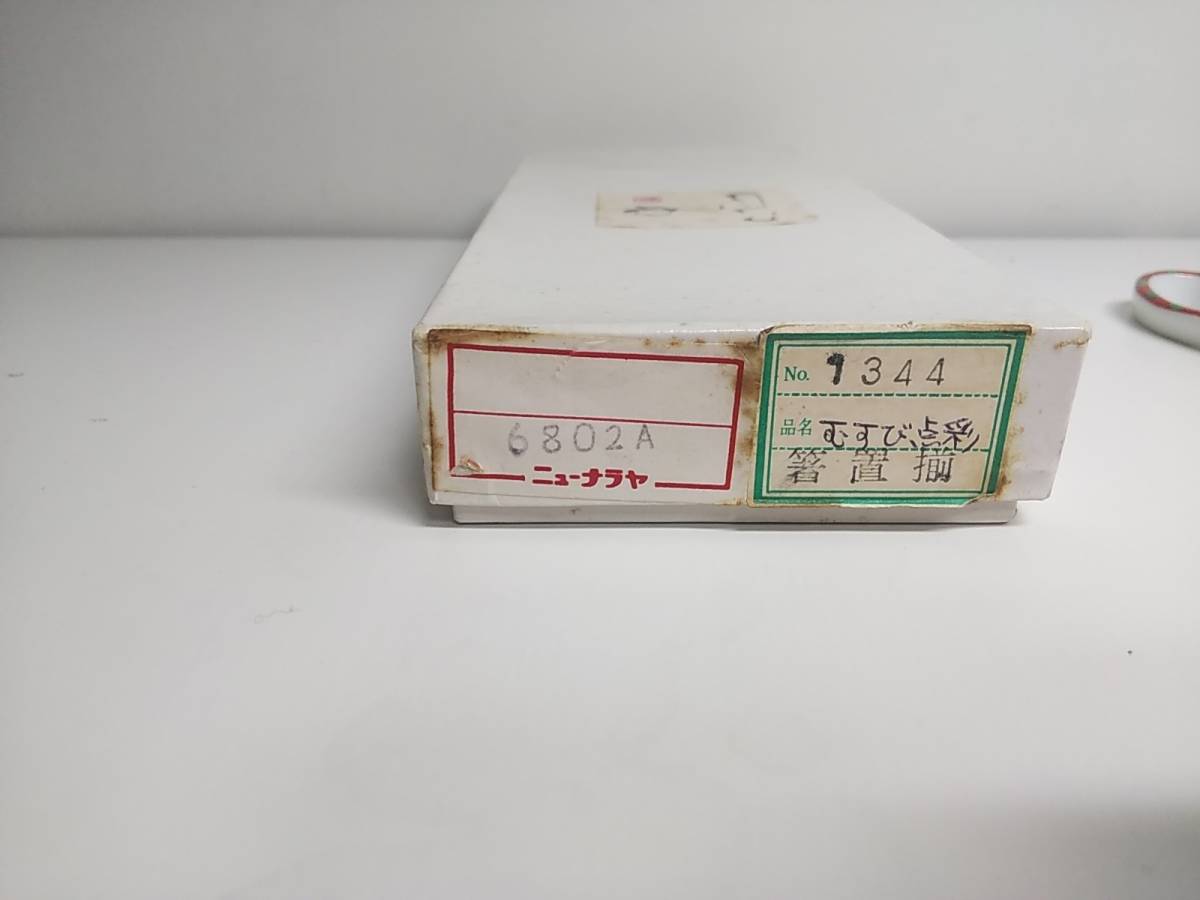 6802A
ニューナラヤ
No. 1344
品名 むすび、点彩
箸置揃